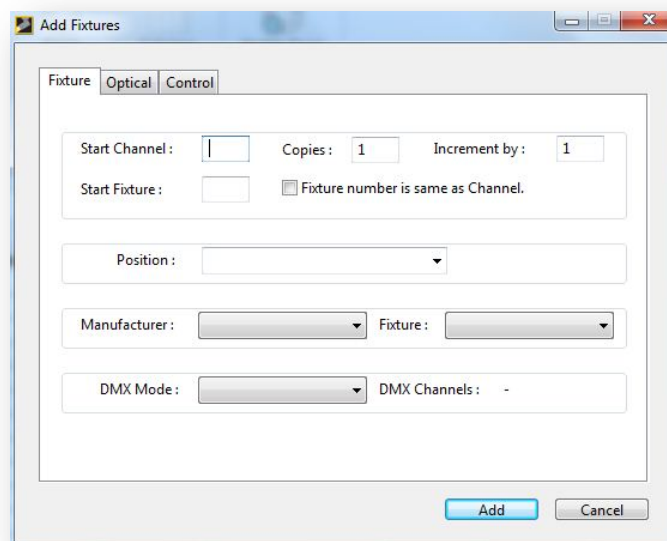 Add Fixtures
Fixture Optical Control
Start Channel : Copies : 1 Increment by : 1
Start Fixture : Fixture number is same as Channel.
Position :
Manufacturer : Fixture :
DMX Mode : DMX Channels : -
Add Cancel